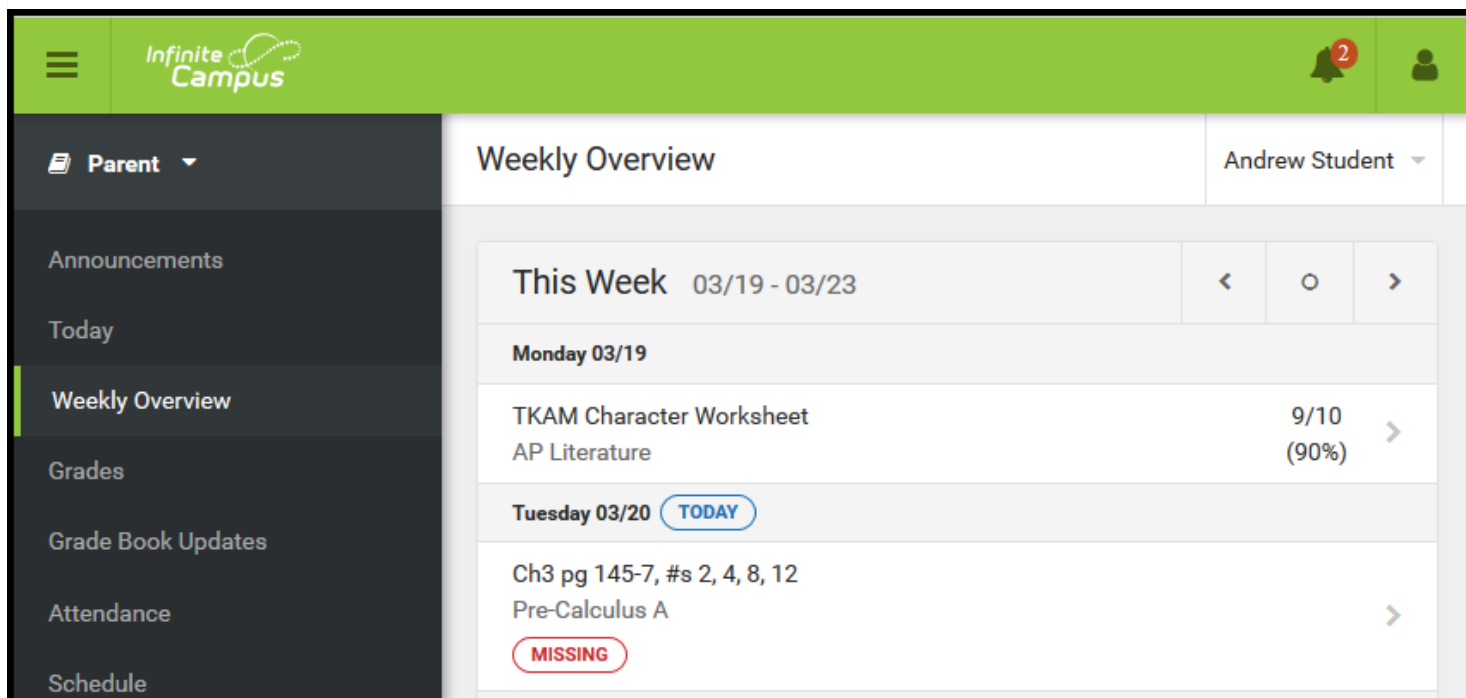 Infinite
Campus
2
Parent
Weekly Overview
Andrew Student
Announcements
Today
Weekly Overview
Grades
Grade Book Updates
Attendance
Schedule
This Week 03/19 - 03/23
Monday 03/19
TKAM Character Worksheet 9/10
AP Literature (90%)
Tuesday 03/20 TODAY
Ch3 pg 145-7, #s 2, 4, 8, 12
Pre-Calculus A
MISSING